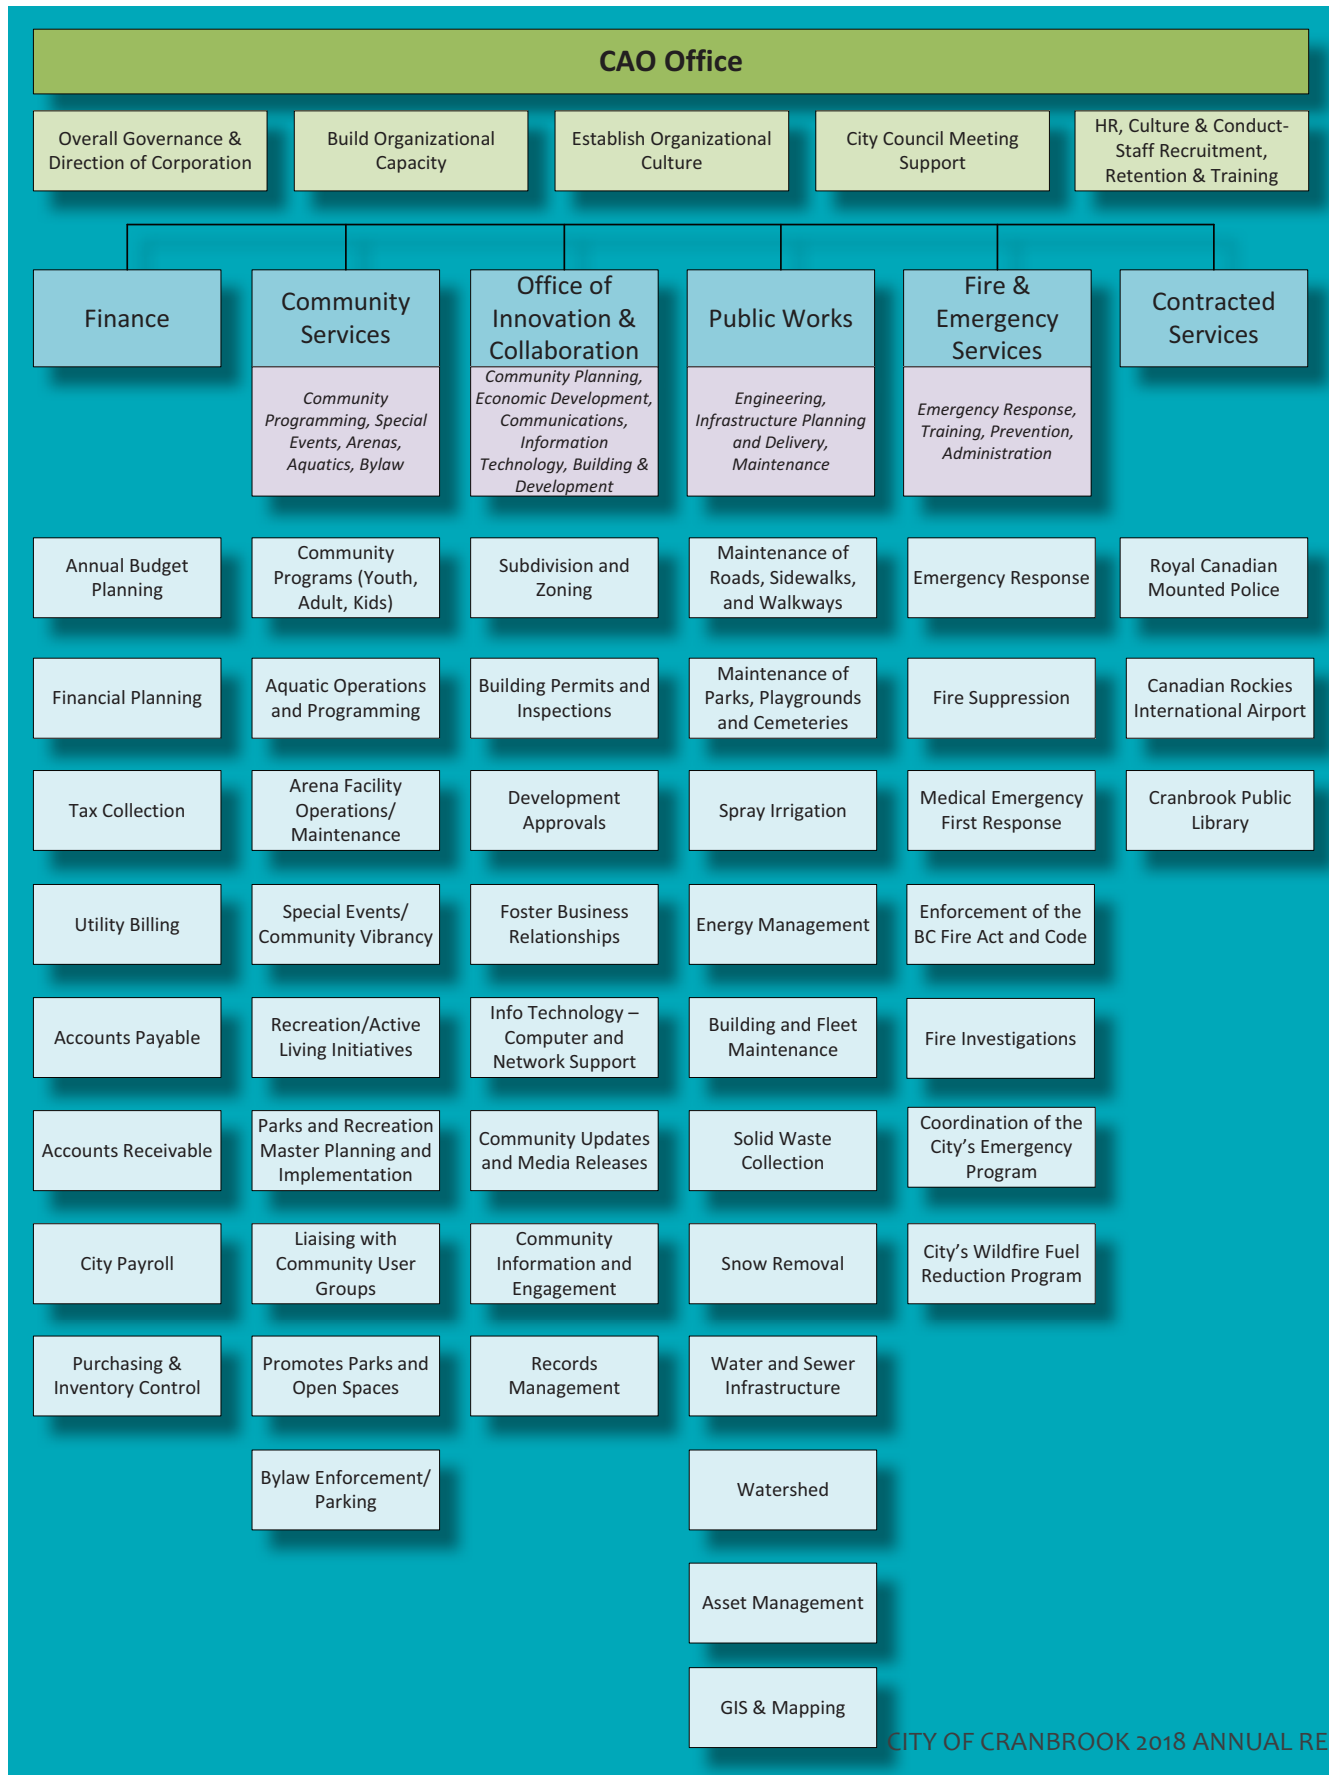 CAO Office
Overall Governance &
Direction of Corporation
Build Organizational
Capacity
Establish Organizational
Culture
City Council Meeting
Support
HR, Culture & Conduct-
Staff Recruitment,
Retention & Training
Finance
Community
Services
Office of
Innovation &
Collaboration
Public Works
Fire &
Emergency
Services
Contracted
Services
Community
Programming, Special
Events, Arenas,
Aquatics, Bylaw
Community Planning,
Economic Development,
Communications,
Information
Technology, Building &
Development
Engineering,
Infrastructure Planning
and Delivery,
Maintenance
Emergency Response,
Training, Prevention,
Administration
Annual Budget
Planning
Community
Programs (Youth,
Adult, Kids)
Subdivision and
Zoning
Maintenance of
Roads, Sidewalks,
and Walkways
Emergency Response
Royal Canadian
Mounted Police
Financial Planning
Aquatic Operations
and Programming
Building Permits and
Inspections
Maintenance of
Parks, Playgrounds
and Cemeteries
Fire Suppression
Canadian Rockies
International Airport
Tax Collection
Arena Facility
Operations/
Maintenance
Development
Approvals
Spray Irrigation
Medical Emergency
First Response
Cranbrook Public
Library
Utility Billing
Special Events/
Community Vibrancy
Foster Business
Relationships
Energy Management
Enforcement of the
BC Fire Act and Code
Accounts Payable
Recreation/Active
Living Initiatives
Info Technology –
Computer and
Network Support
Building and Fleet
Maintenance
Fire Investigations
Accounts Receivable
Parks and Recreation
Master Planning and
Implementation
Community Updates
and Media Releases
Solid Waste
Collection
Coordination of the
City’s Emergency
Program
City Payroll
Liaising with
Community User
Groups
Community
Information and
Engagement
Snow Removal
City’s Wildfire Fuel
Reduction Program
Purchasing &
Inventory Control
Promotes Parks and
Open Spaces
Records
Management
Water and Sewer
Infrastructure
Bylaw Enforcement/
Parking
Watershed
Asset Management
GIS & Mapping
CITY OF CRANBROOK 2018 ANNUAL RE